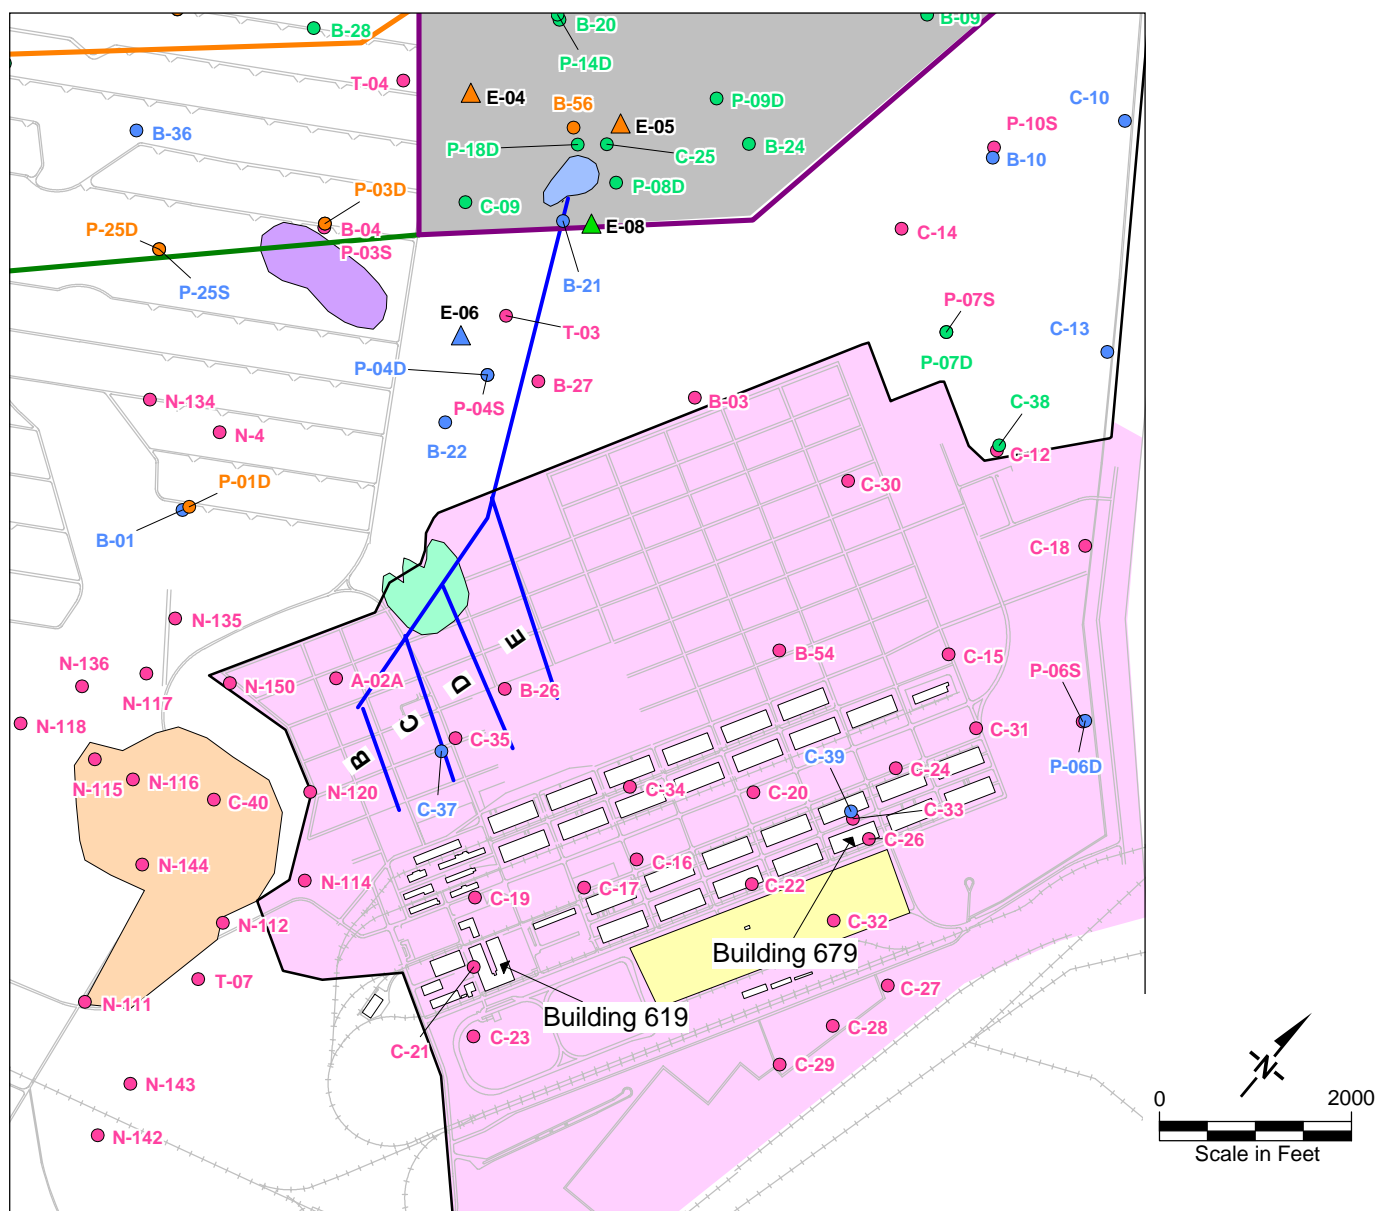 B-28
B-20
B-09
P-14D
T-04
E-04
B-56
P-09D
C-10
E-05
B-36
P-18D
C-25
B-24
P-10S
B-10
P-03D
P-08D
C-09
P-25D
B-04
E-08
C-14
P-03S
P-25S
B-21
P-07S
E-06
T-03
C-13
P-04D
P-07D
B-27
N-134
P-04S
B-03
C-38
N-4
B-22
C-12
P-01D
C-30
B-01
C-18
N-135
E
B-54
C-15
N-136
P-06S
N-117
N-150
A-02A
D
B-26
N-118
C
C-31
C-35
B
C-39
P-06D
N-115
N-116
C-24
C-40
N-120
C-37
C-34
C-20
C-33
C-26
N-144
C-16
N-114
C-19
C-17
C-22
N-112
C-32
Building 679
T-07
C-27
N-111
Building 619
C-21
C-23
C-28
C-29
N-143
N
0
2000
N-142
Scale in Feet